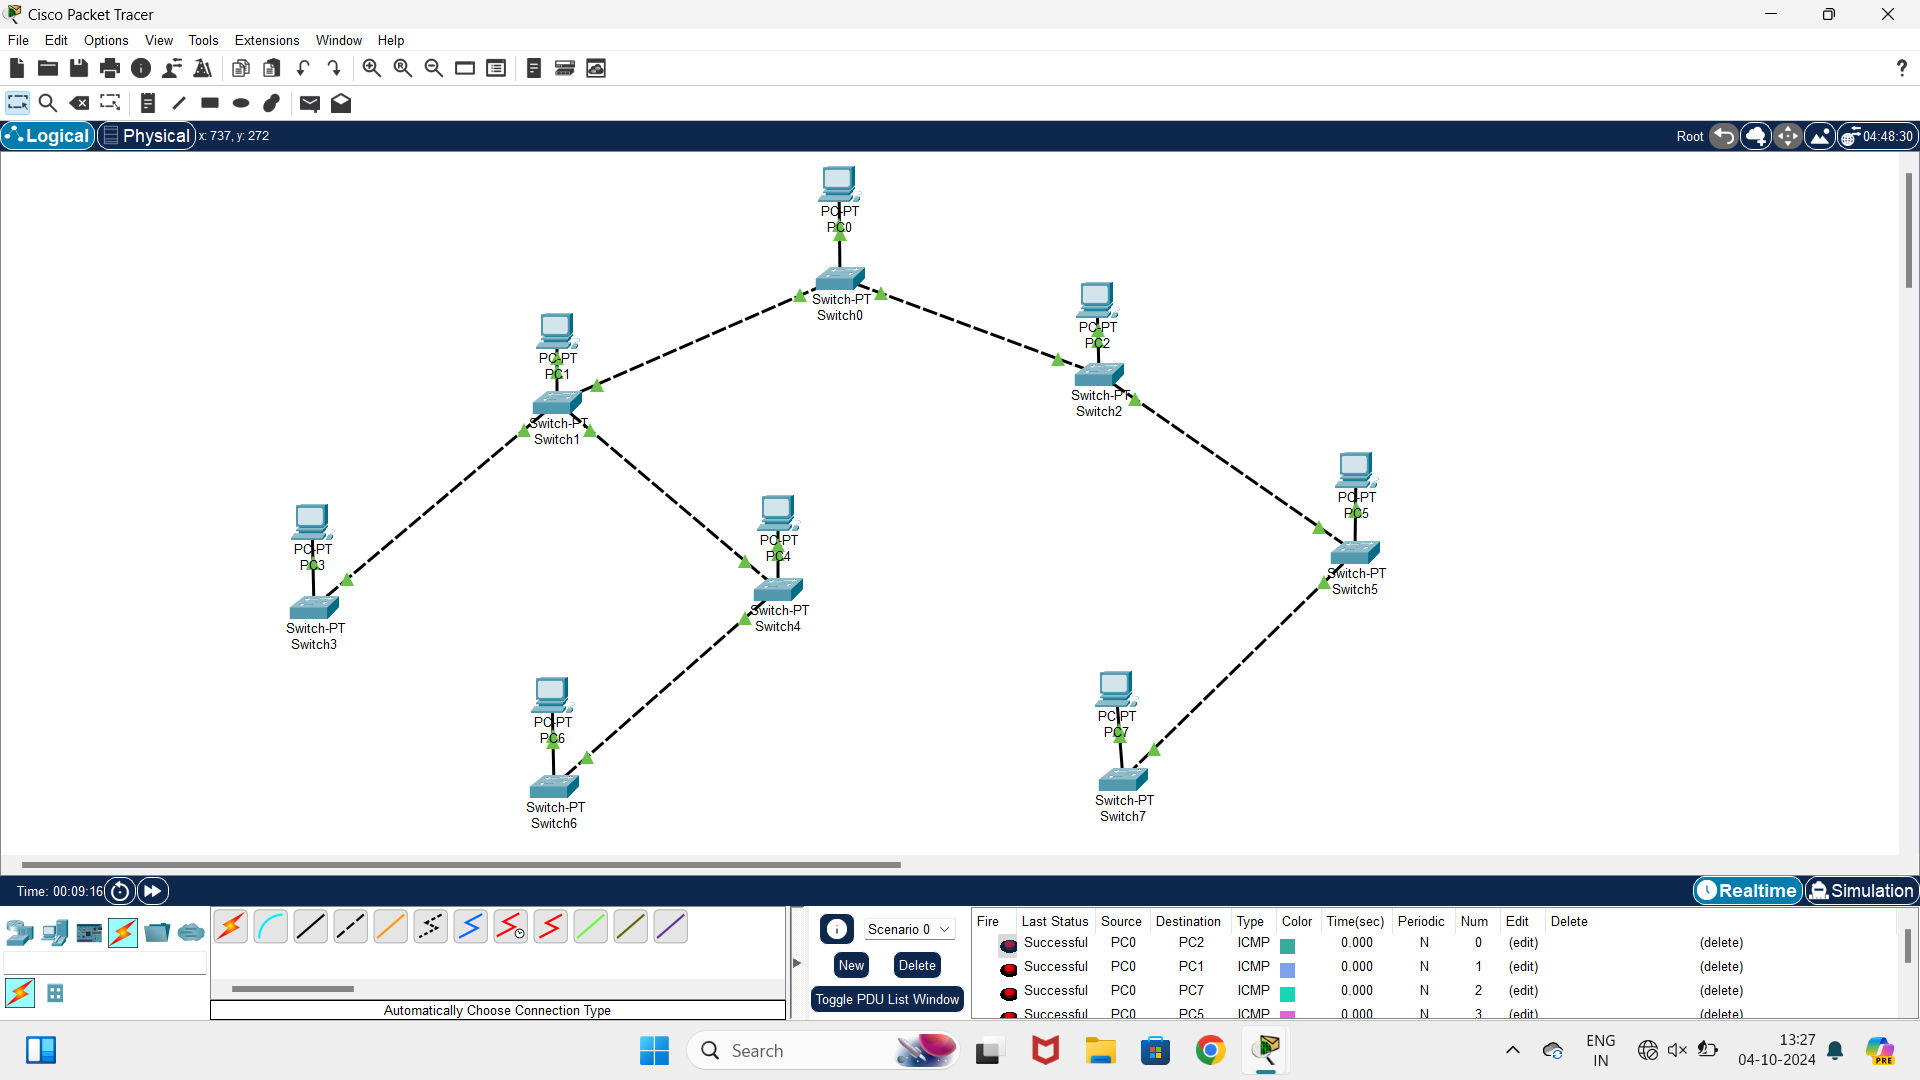 Cisco Packet Tracer
File Edit Options View Tools Extensions Window Help
?
Logical Physical x: 737, y: 272 Root 04:48:30
PC-PT
PC0
Switch-PT
Switch0
PC-PT
PC2
Switch-PT
Switch2
PC-PT
PC1
Switch-PT
Switch1
PC-PT
PC5
Switch-PT
Switch5
PC-PT
PC3
Switch-PT
Switch3
PC-PT
PC4
Switch-PT
Switch4
PC-PT
PC6
Switch-PT
Switch6
PC-PT
PC7
Switch-PT
Switch7
Time: 00:09:16 Realtime Simulation
Automatically Choose Connection Type
Scenario 0
New Delete
Toggle PDU List Window
Fire Last Status Source Destination Type Color Time(sec) Periodic Num Edit Delete
Successful PC0 PC2 ICMP 0.000 N 0 (edit) (delete)
Successful PC0 PC1 ICMP 0.000 N 1 (edit) (delete)
Successful PC0 PC7 ICMP 0.000 N 2 (edit) (delete)
Successful PC0 PC5 ICMP 0.000 N 3 (edit) (delete)
Search
ENG
IN
13:27
04-10-2024
PRE